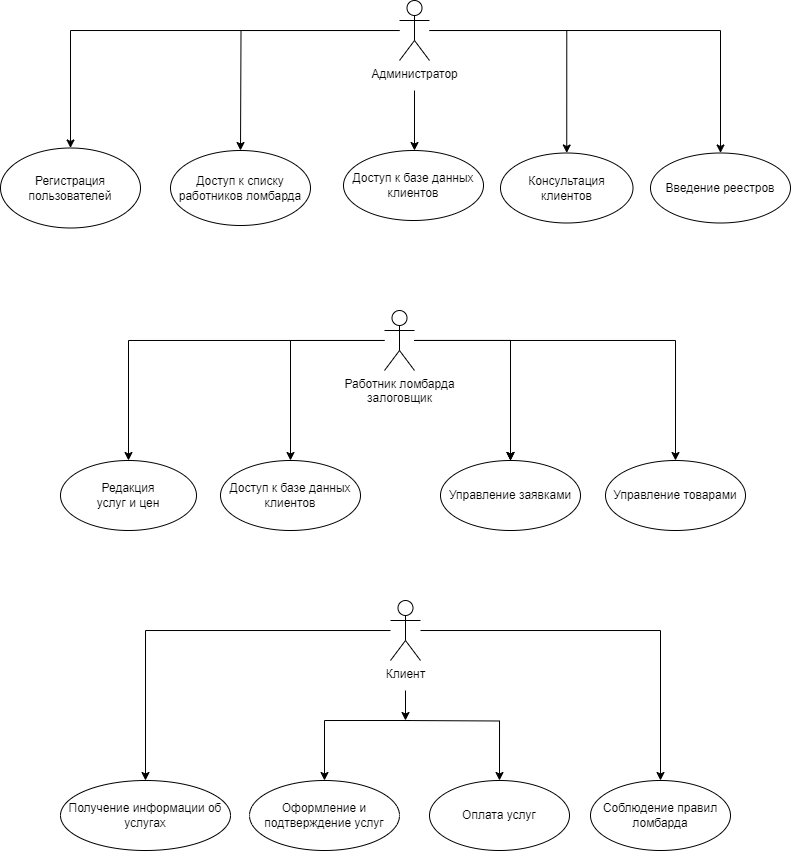 Администратор
Регистрация
пользователей
Доступ к списку
работников ломбарда
Доступ к базе данных
клиентов
Консультация
клиентов
Введение реестров
Работник ломбарда
залоговщик
Редакция
услуг и цен
Доступ к базе данных
клиентов
Управление заявками
Управление товарами
Клиент
Получение информации об
услугах
Оформление и
подтверждение услуг
Оплата услуг
Соблюдение правил
ломбарда